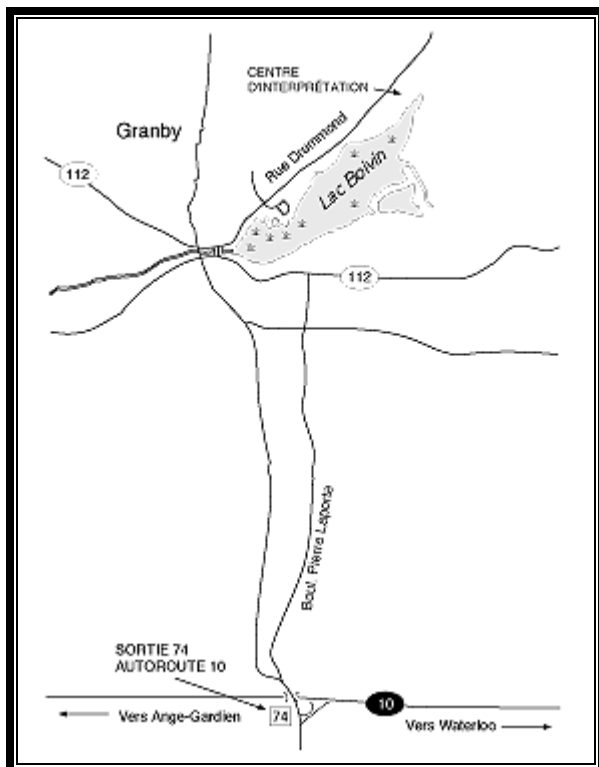 CENTRE
D'INTERPRÉTATION
Granby
Rue Drummond
112
Lac Boivin
112
Boul. Pierre Laporte
SORTIE 74
AUTOROUTE 10
10
74
Vers Ange-Gardien
Vers Waterloo